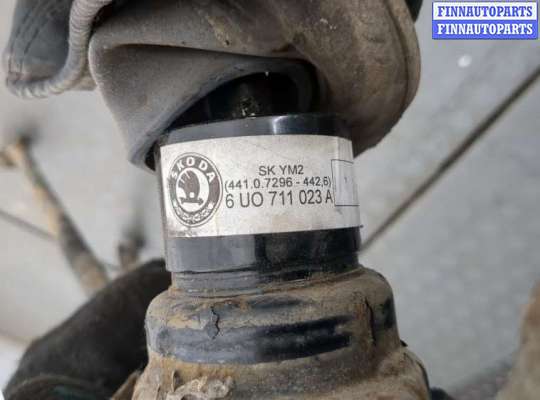 FINNAUTOPARTS
FINNAUTOPARTS
SKODA
SK YM2
(441.0.7296 - 442,6)
6 UO 711 023 A